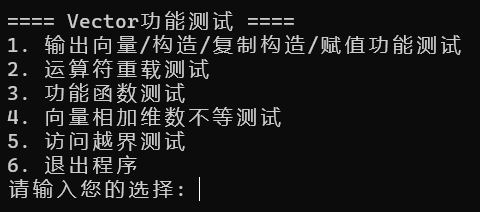 ==== Vector功能测试 ====
1. 输出向量/构造/复制构造/赋值功能测试
2. 运算符重载测试
3. 功能函数测试
4. 向量相加维数不等测试
5. 访问越界测试
6. 退出程序
请输入您的选择: